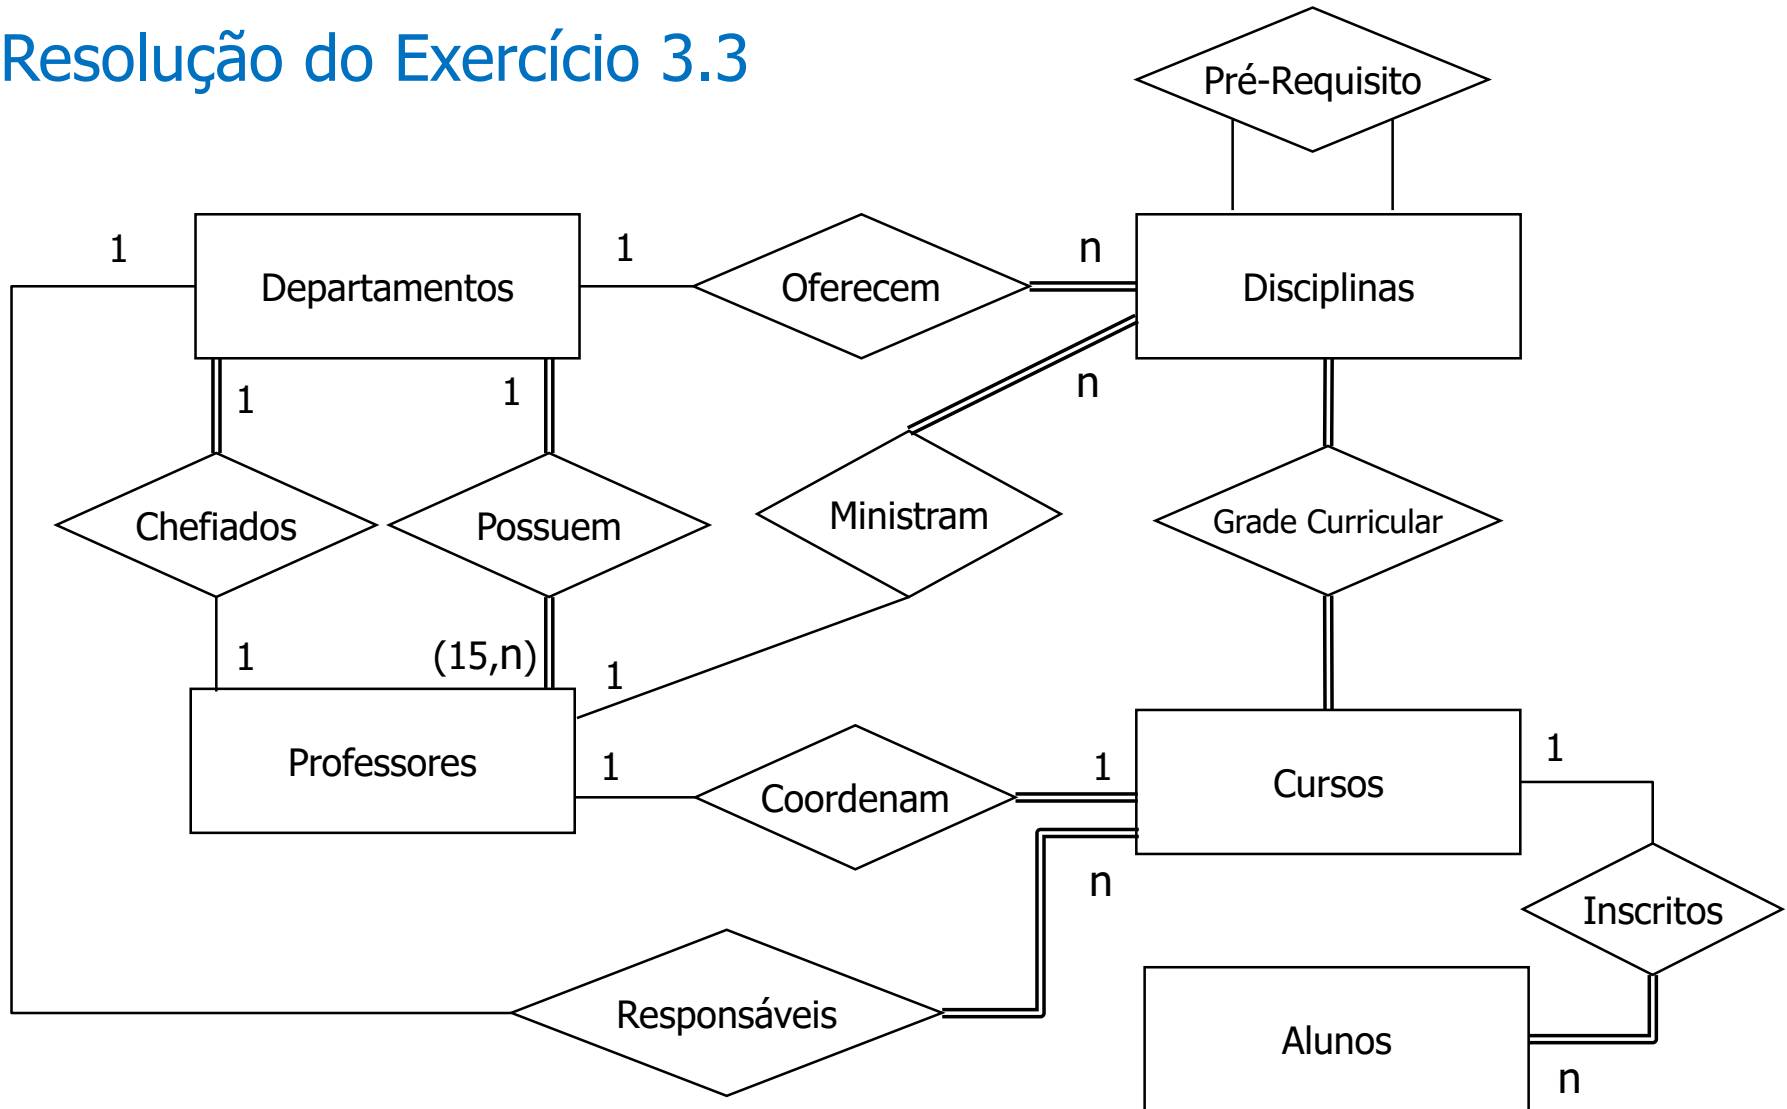 Resolução do Exercício 3.3
Pré-Requisito
1
Departamentos
1
Oferecem
n
Disciplinas
1
1
n
Chefiados
Possuem
Ministram
Grade Curricular
1
(15,n)
1
Professores
1
Coordenam
1
Cursos
1
n
Inscritos
Responsáveis
Alunos
n